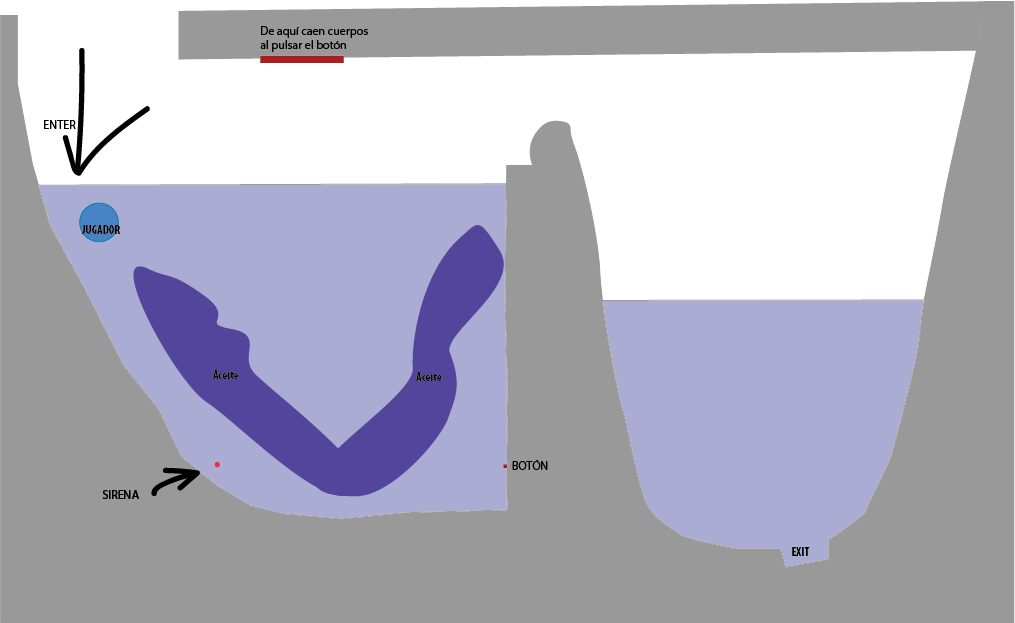 De aquí caen cuerpos
al pulsar el botón
ENTER
JUGADOR
Aceite
Aceite
BOTÓN
SIRENA
EXIT